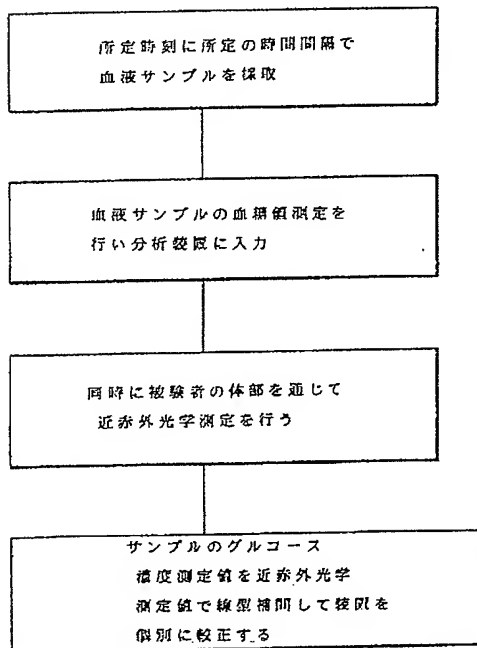 所定時刻に所定の時間間隔で
血液サンプルを採取
血液サンプルの血糖値測定を
行い分析装置に入力
同時に被験者の体部を通じて
近赤外光学測定を行う
サンプルのグルコース
濃度測定値を近赤外光学
測定値で線型補間して装置を
個別に較正する